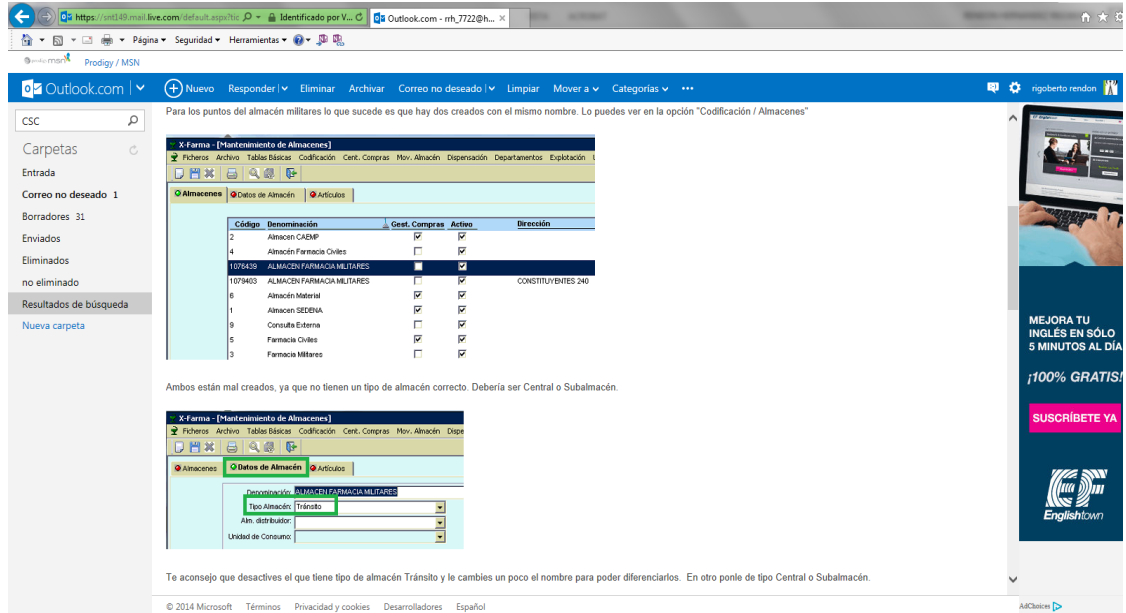 https://snt149.mail.live.com/default.aspx?tic
Identificado por V...
Outlook.com - rrh_7722@h...
Página
Seguridad
Herramientas
msn
Prodigy / MSN
Outlook.com
Nuevo
Responder
Eliminar
Archivar
Correo no deseado
Limpiar
Mover a
Categorías
•••
rigoberto rendon
CSC
Carpetas
Entrada
Correo no deseado 1
Borradores 31
Enviados
Eliminados
no eliminado
Resultados de búsqueda
Nueva carpeta
Para los puntos del almacén militares lo que sucede es que hay dos creados con el mismo nombre. Lo puedes ver en la opción "Codificación / Almacenes"
X-Farma - [Mantenimiento de Almacenes]
Ficheros Archivo Tablas Básicas Codificación Cent. Compras Mov. Almacén Dispensación Departamentos Explotación
Almacenes Datos de Almacén Artículos
Código Denominación Gest. Compras Activo Dirección
2 Almacen CAEMP
4 Almacén Farmacia Civiles
1076439 ALMACEN FARMACIA MILITARES
1079403 ALMACEN FARMACIA MILITARES CONSTITUYENTES 240
6 Almacén Material
1 Almacen SEDENA
9 Consulta Externa
5 Farmacia Civiles
3 Farmacia Militares
Ambos están mal creados, ya que no tienen un tipo de almacén correcto. Debería ser Central o Subalmacén.
X-Farma - [Mantenimiento de Almacenes]
Ficheros Archivo Tablas Básicas Codificación Cent. Compras Mov. Almacén Dispe
Almacenes Datos de Almacén Artículos
Denominación: ALMACEN FARMACIA MILITARES
Tipo Almacén: Tránsito
Alm. distribuidor:
Unidad de Consumo:
Te aconsejo que desactives el que tiene tipo de almacén Tránsito y le cambies un poco el nombre para poder diferenciarlos. En otro ponle de tipo Central o Subalmacén.
© 2014 Microsoft Términos Privacidad y cookies Desarrolladores Español
MEJORA TU
INGLÉS EN SÓLO
5 MINUTOS AL DÍA
¡100% GRATIS!
SUSCRÍBETE YA
EF
Englishtown
AdChoices